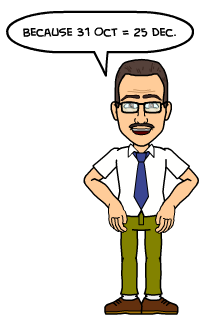 BECAUSE 31 OCT = 25 DEC.